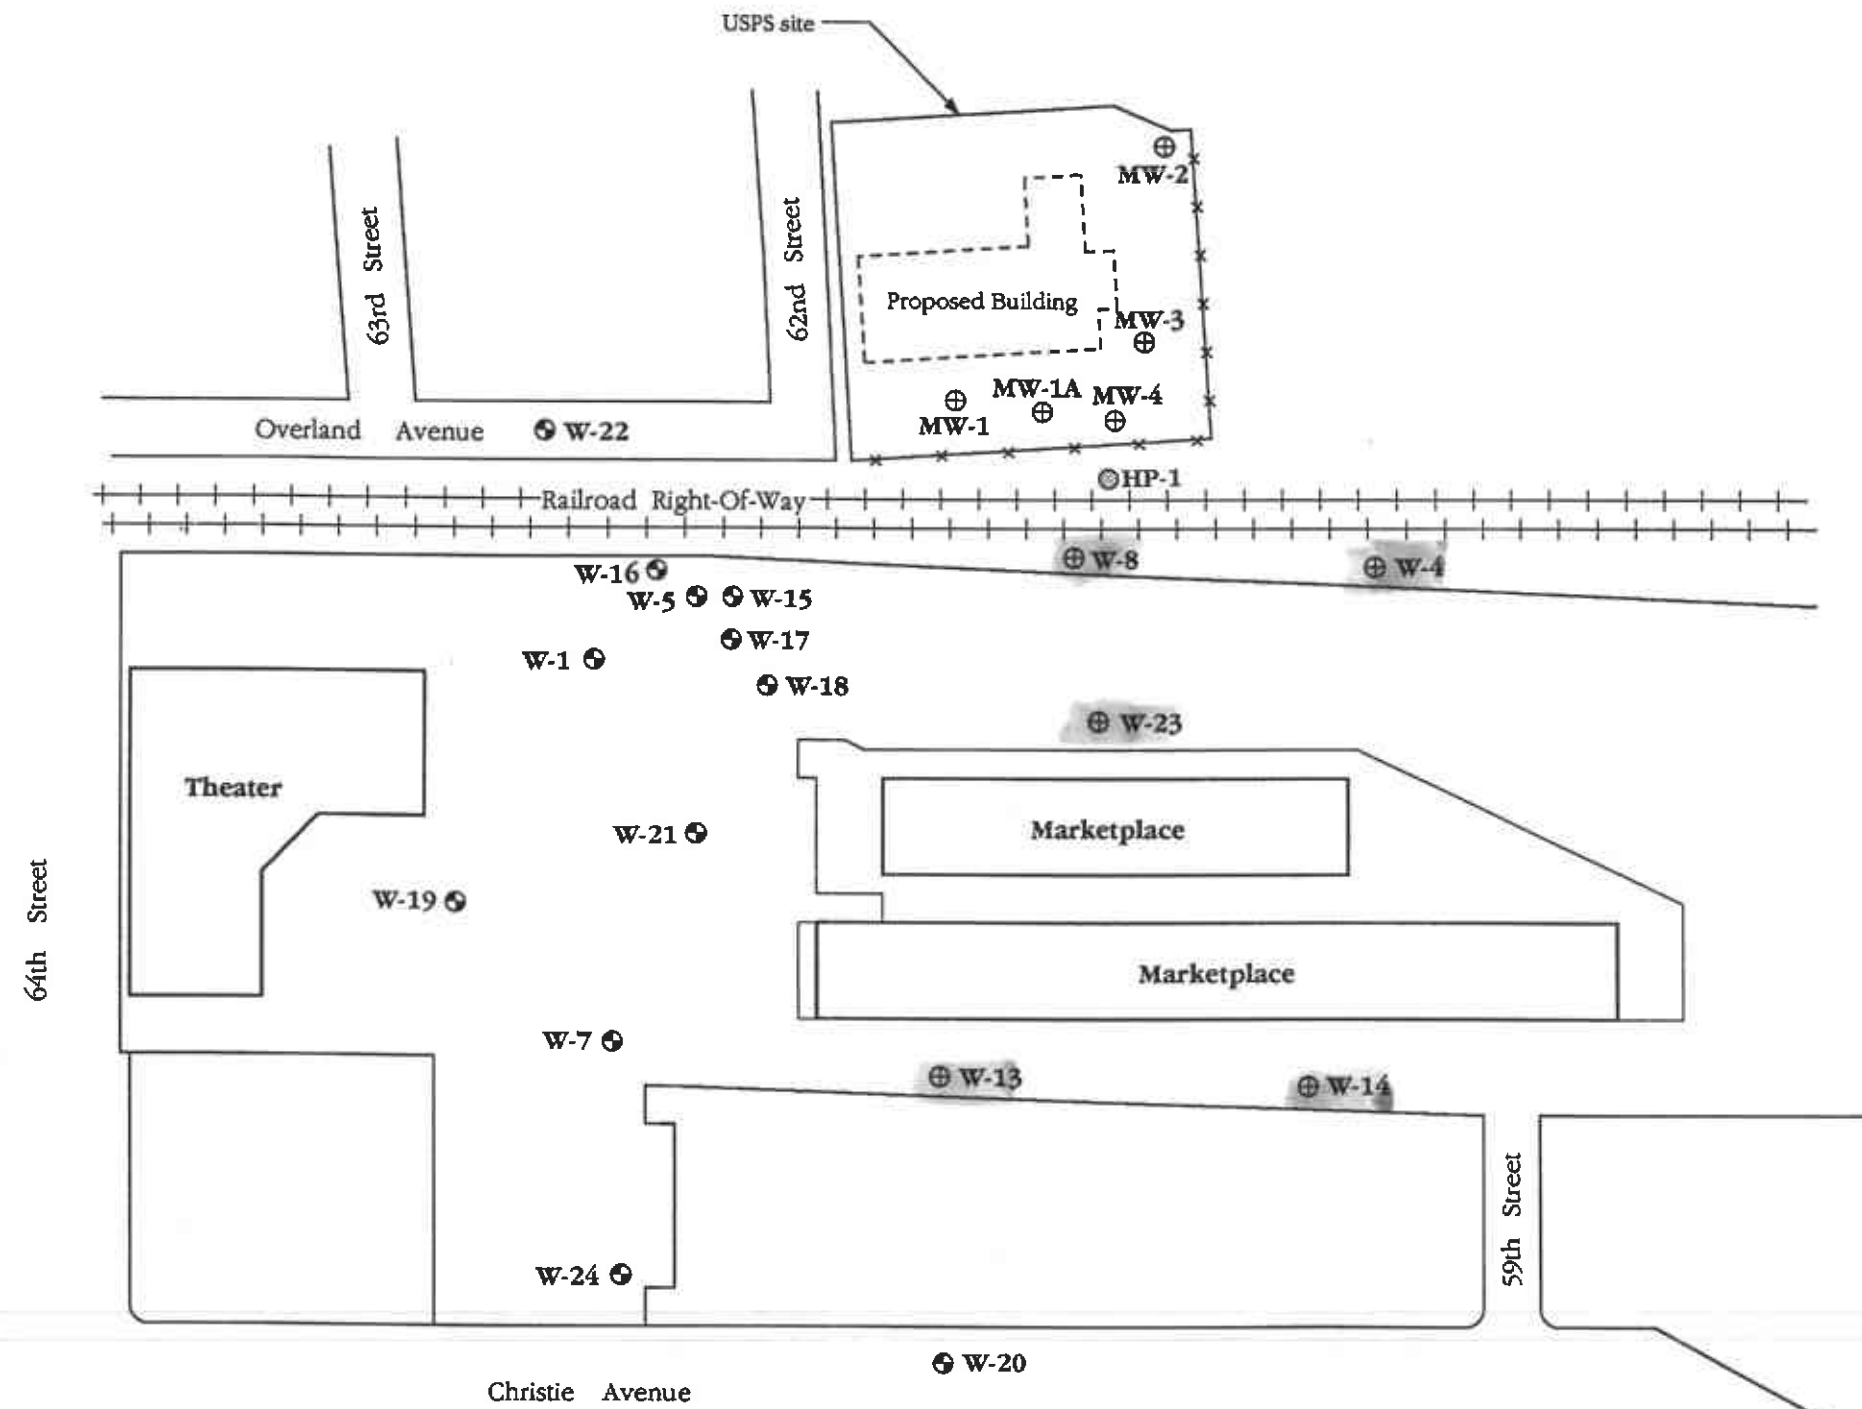 USPS site
MW-2
63rd Street
62nd Street
Proposed Building
MW-3
MW-1A
MW-4
MW-1
Overland Avenue
W-22
HP-1
Railroad Right-Of-Way
W-8
W-4
W-16
W-5
W-15
W-17
W-1
W-18
W-23
Theater
Marketplace
W-21
W-19
64th Street
Marketplace
W-7
W-13
W-14
59th Street
W-24
W-20
Christie Avenue